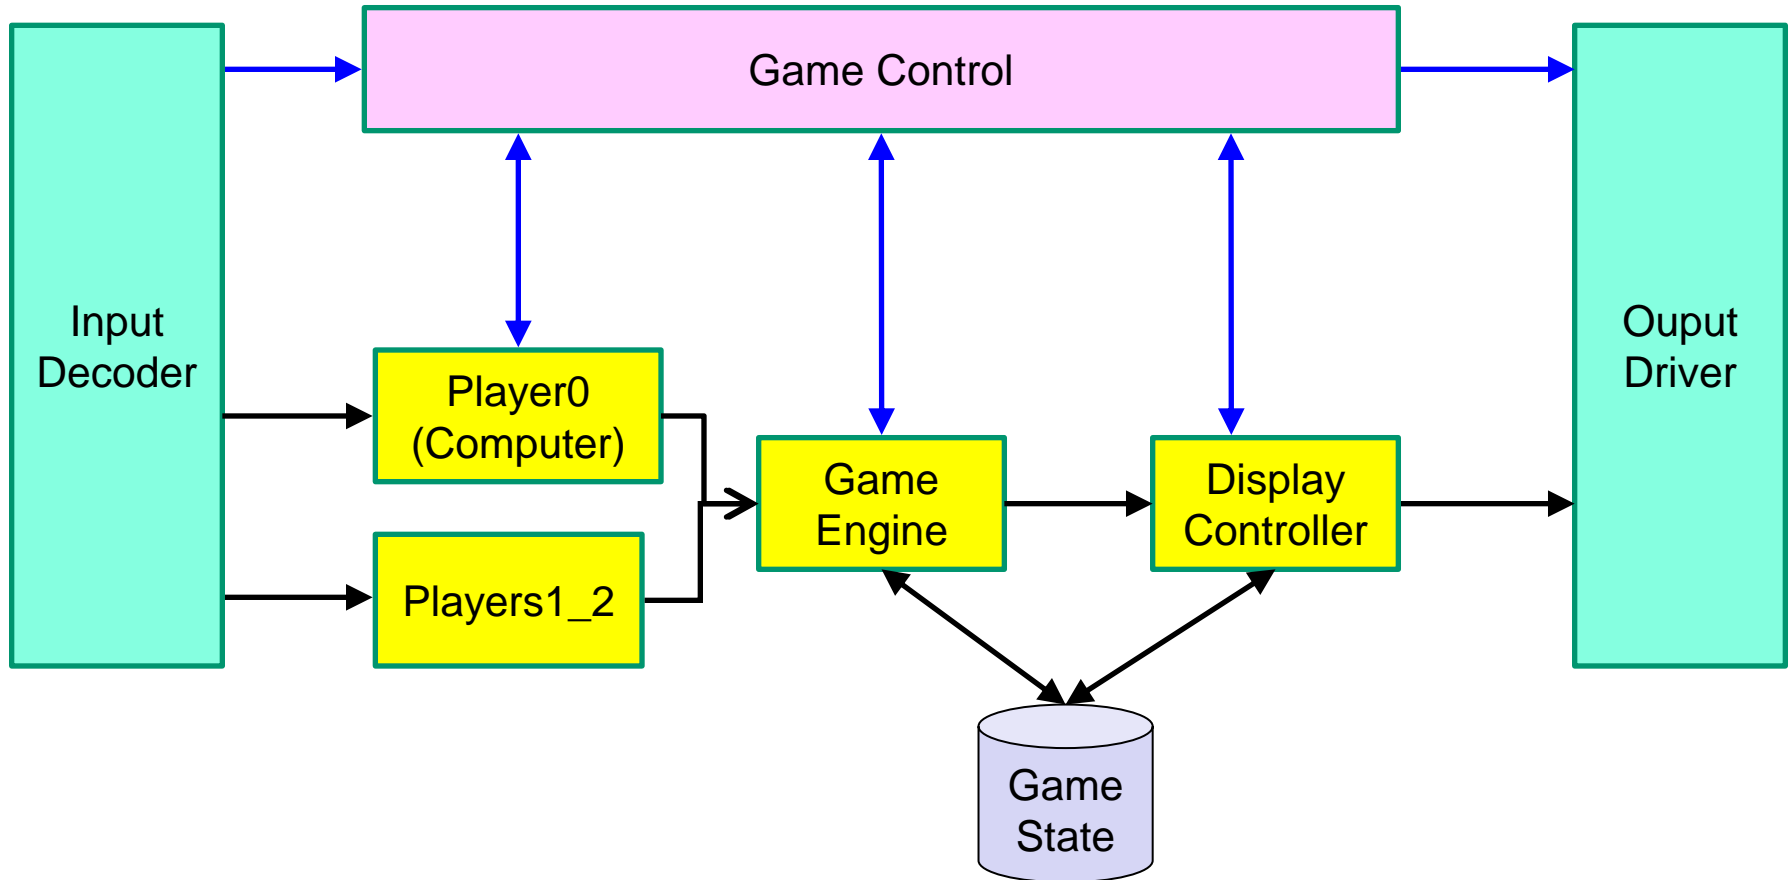 Game Control
Input
Decoder
Ouput
Driver
Player0
(Computer)
Game
Engine
Display
Controller
Players1_2
Game
State